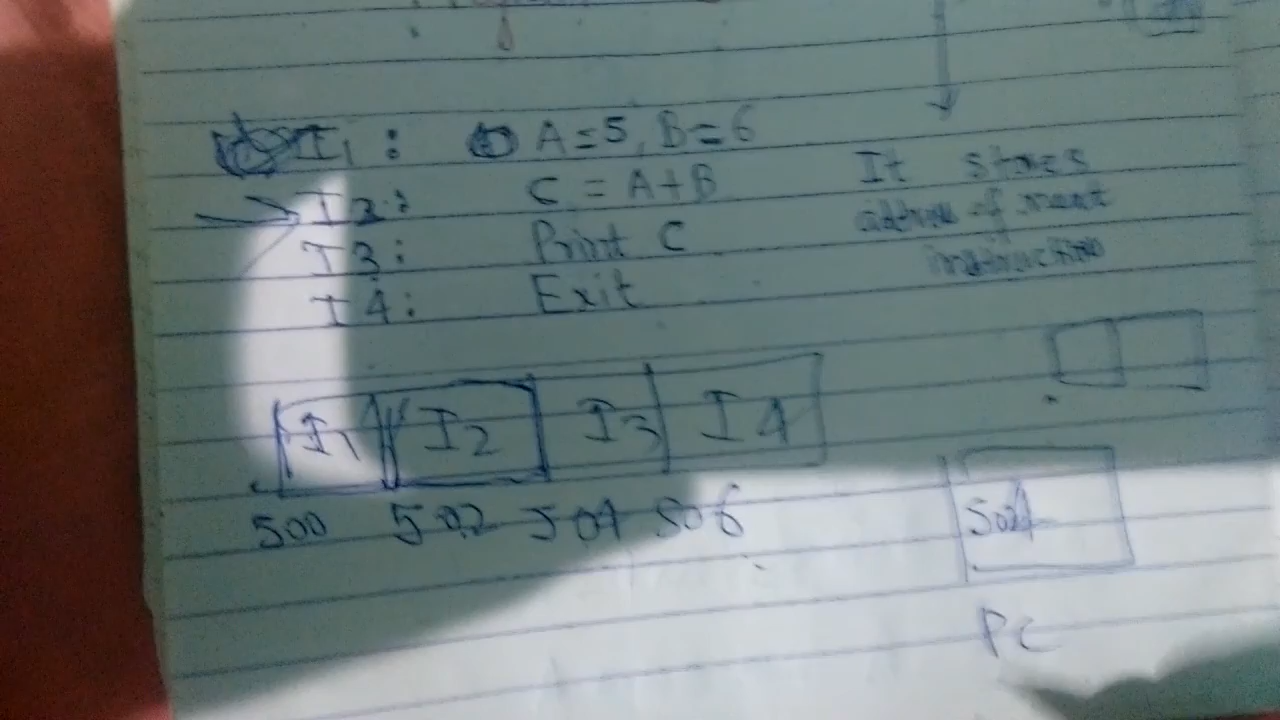 I1: A=5, B=6
I2: C = A+B
I3: Print C
I4: Exit
It stores
address of next
instruction
I1 I2 I3 I4
500 502 504 506
504
PC